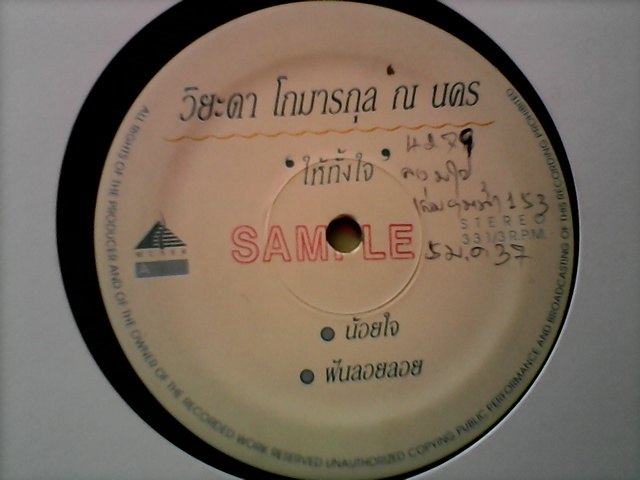 วิยะดา โกมารกุล ณ นคร
"ให้ทั้งใจ"
STEREO
33 1/3 RPM.
SAMPLE
A
น้อยใจ
ฝันลอยลอย
ALL RIGHTS OF THE PRODUCER AND OF THE OWNER OF THE RECORDED WORK RESERVED UNAUTHORIZED COPYING PUBLIC PERFORMANCE AND BROADCASTING OF THIS RECORDING PROHIBITED